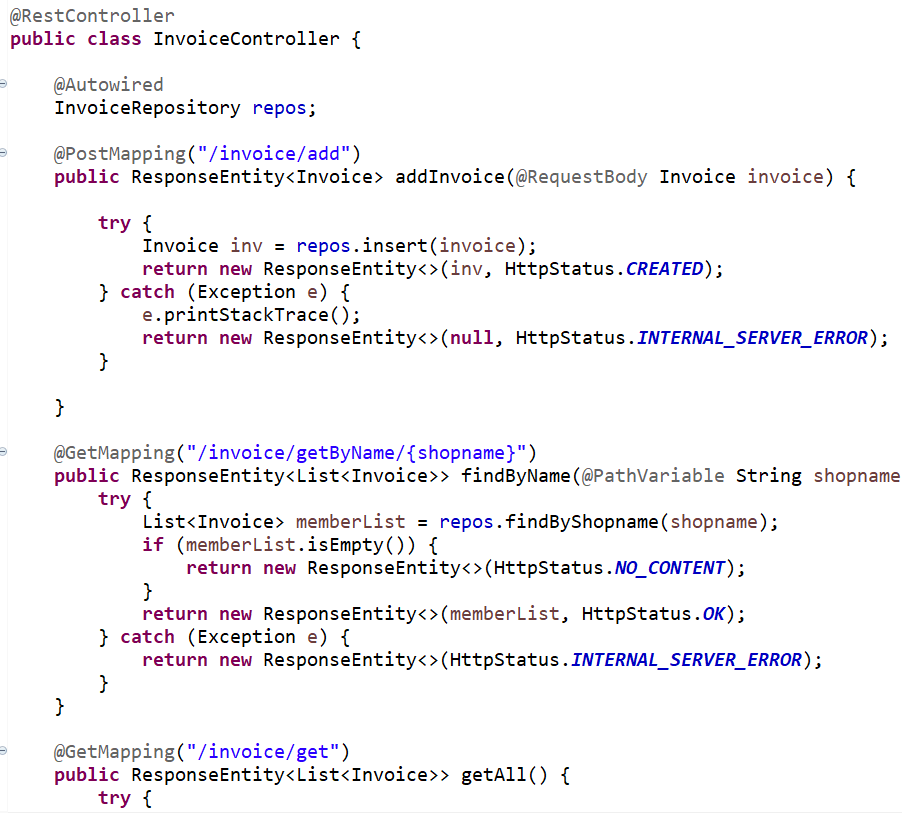 @RestController
public class InvoiceController {
@Autowired
InvoiceRepository repos;
@PostMapping("/invoice/add")
public ResponseEntity<Invoice> addInvoice(@RequestBody Invoice invoice) {
try {
Invoice inv = repos.insert(invoice);
return new ResponseEntity<>(inv, HttpStatus.CREATED);
} catch (Exception e) {
e.printStackTrace();
return new ResponseEntity<>(null, HttpStatus.INTERNAL_SERVER_ERROR);
}
}
@GetMapping("/invoice/getByName/{shopname}")
public ResponseEntity<List<Invoice>> findByName(@PathVariable String shopname
try {
List<Invoice> memberList = repos.findByShopname(shopname);
if (memberList.isEmpty()) {
return new ResponseEntity<>(HttpStatus.NO_CONTENT);
}
return new ResponseEntity<>(memberList, HttpStatus.OK);
} catch (Exception e) {
return new ResponseEntity<>(HttpStatus.INTERNAL_SERVER_ERROR);
}
}
@GetMapping("/invoice/get")
public ResponseEntity<List<Invoice>> getAll() {
try {